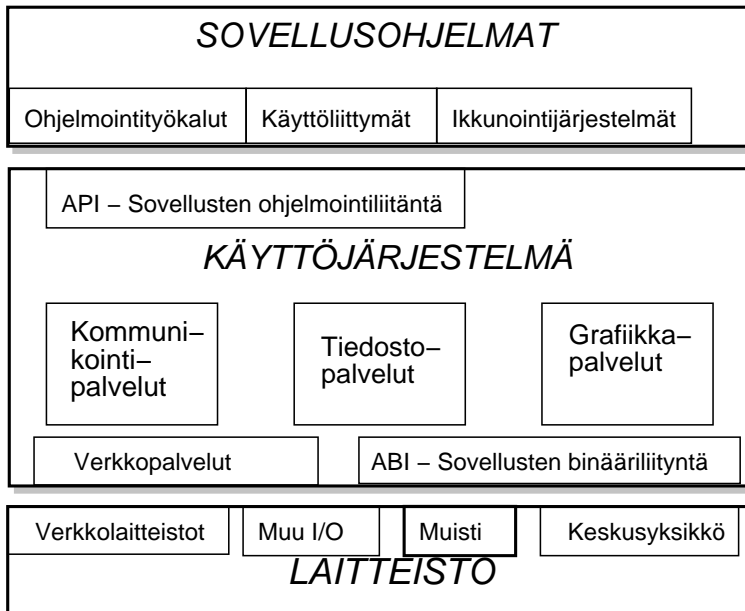 SOVELLUSOHJELMAT
Ohjelmointityökalut
Käyttöliittymät
Ikkunointijärjestelmät
API – Sovellusten ohjelmointiliitäntä
KÄYTTÖJÄRJESTELMÄ
Kommuni–
kointi–
palvelut
Tiedosto–
palvelut
Grafiikka–
palvelut
Verkkopalvelut
ABI – Sovellusten binääriliityntä
Verkkolaitteistot
Muu I/O
Muisti
Keskusyksikkö
LAITTEISTO